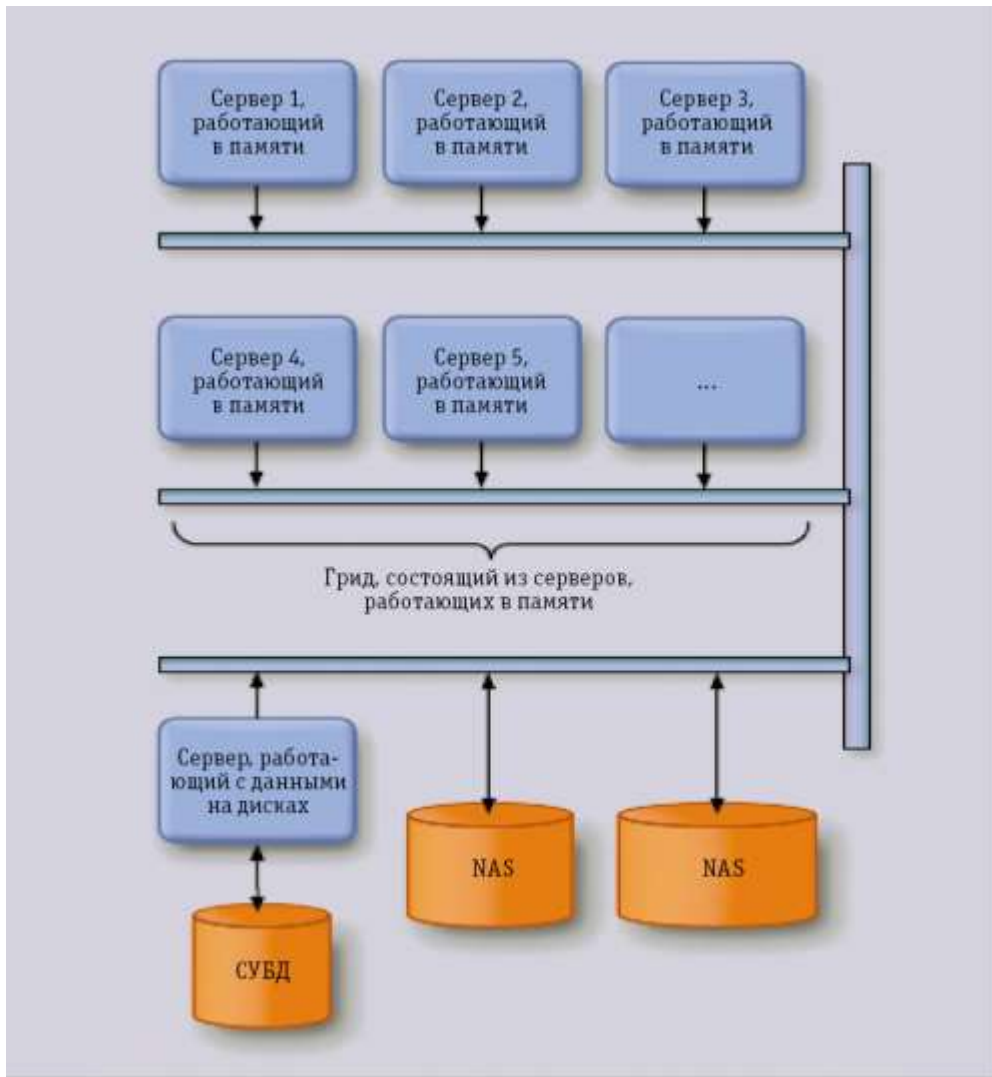 Сервер 1,
работающий
в памяти
Сервер 2,
работающий
в памяти
Сервер 3,
работающий
в памяти
Сервер 4,
работающий
в памяти
Сервер 5,
работающий
в памяти
...
Грид, состоящий из серверов,
работающих в памяти
Сервер, работа-
ющий с данными
на дисках
NAS
NAS
СУБД